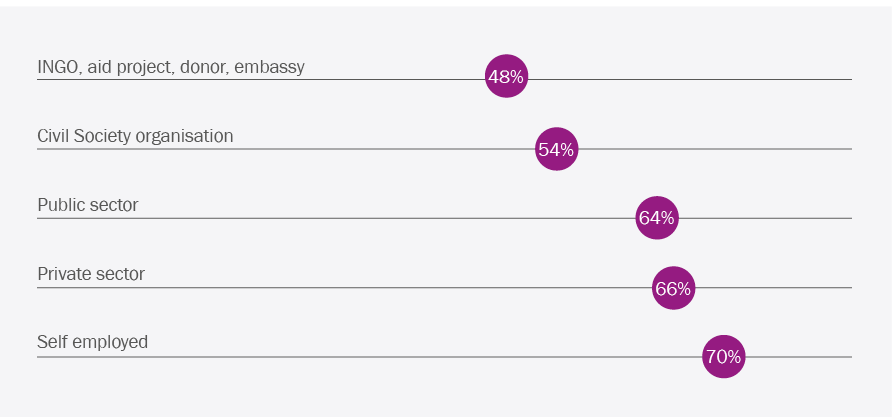 INGO, aid project, donor, embassy
48%
Civil Society organisation
54%
Public sector
64%
Private sector
66%
Self employed
70%